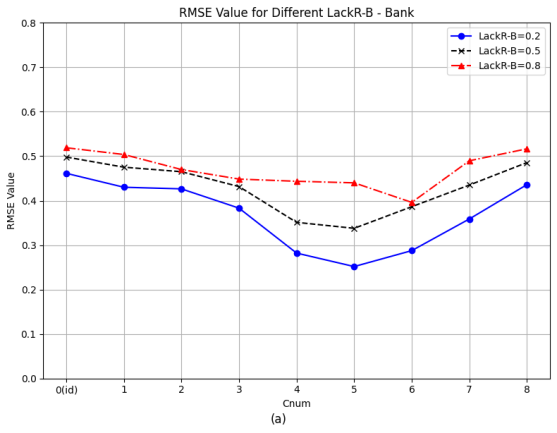 RMSE Value for Different LackR-B - Bank
0.8
0.7
0.6
0.5
0.4
0.3
0.2
0.1
0.0
RMSE Value
LackR-B=0.2
LackR-B=0.5
LackR-B=0.8
0(id) 1 2 3 4 5 6 7 8
Cnum
(a)